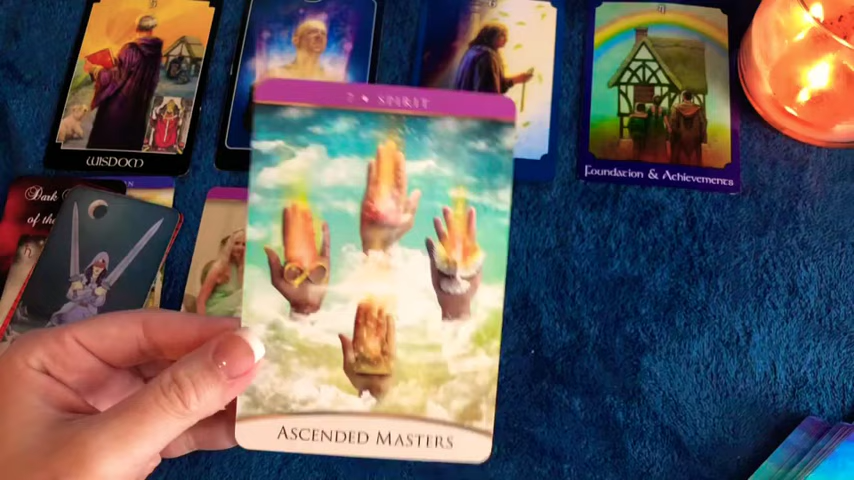 WISDOM
Foundation & Achievements
SPIRIT
Dark
of the
ASCENDED MASTERS